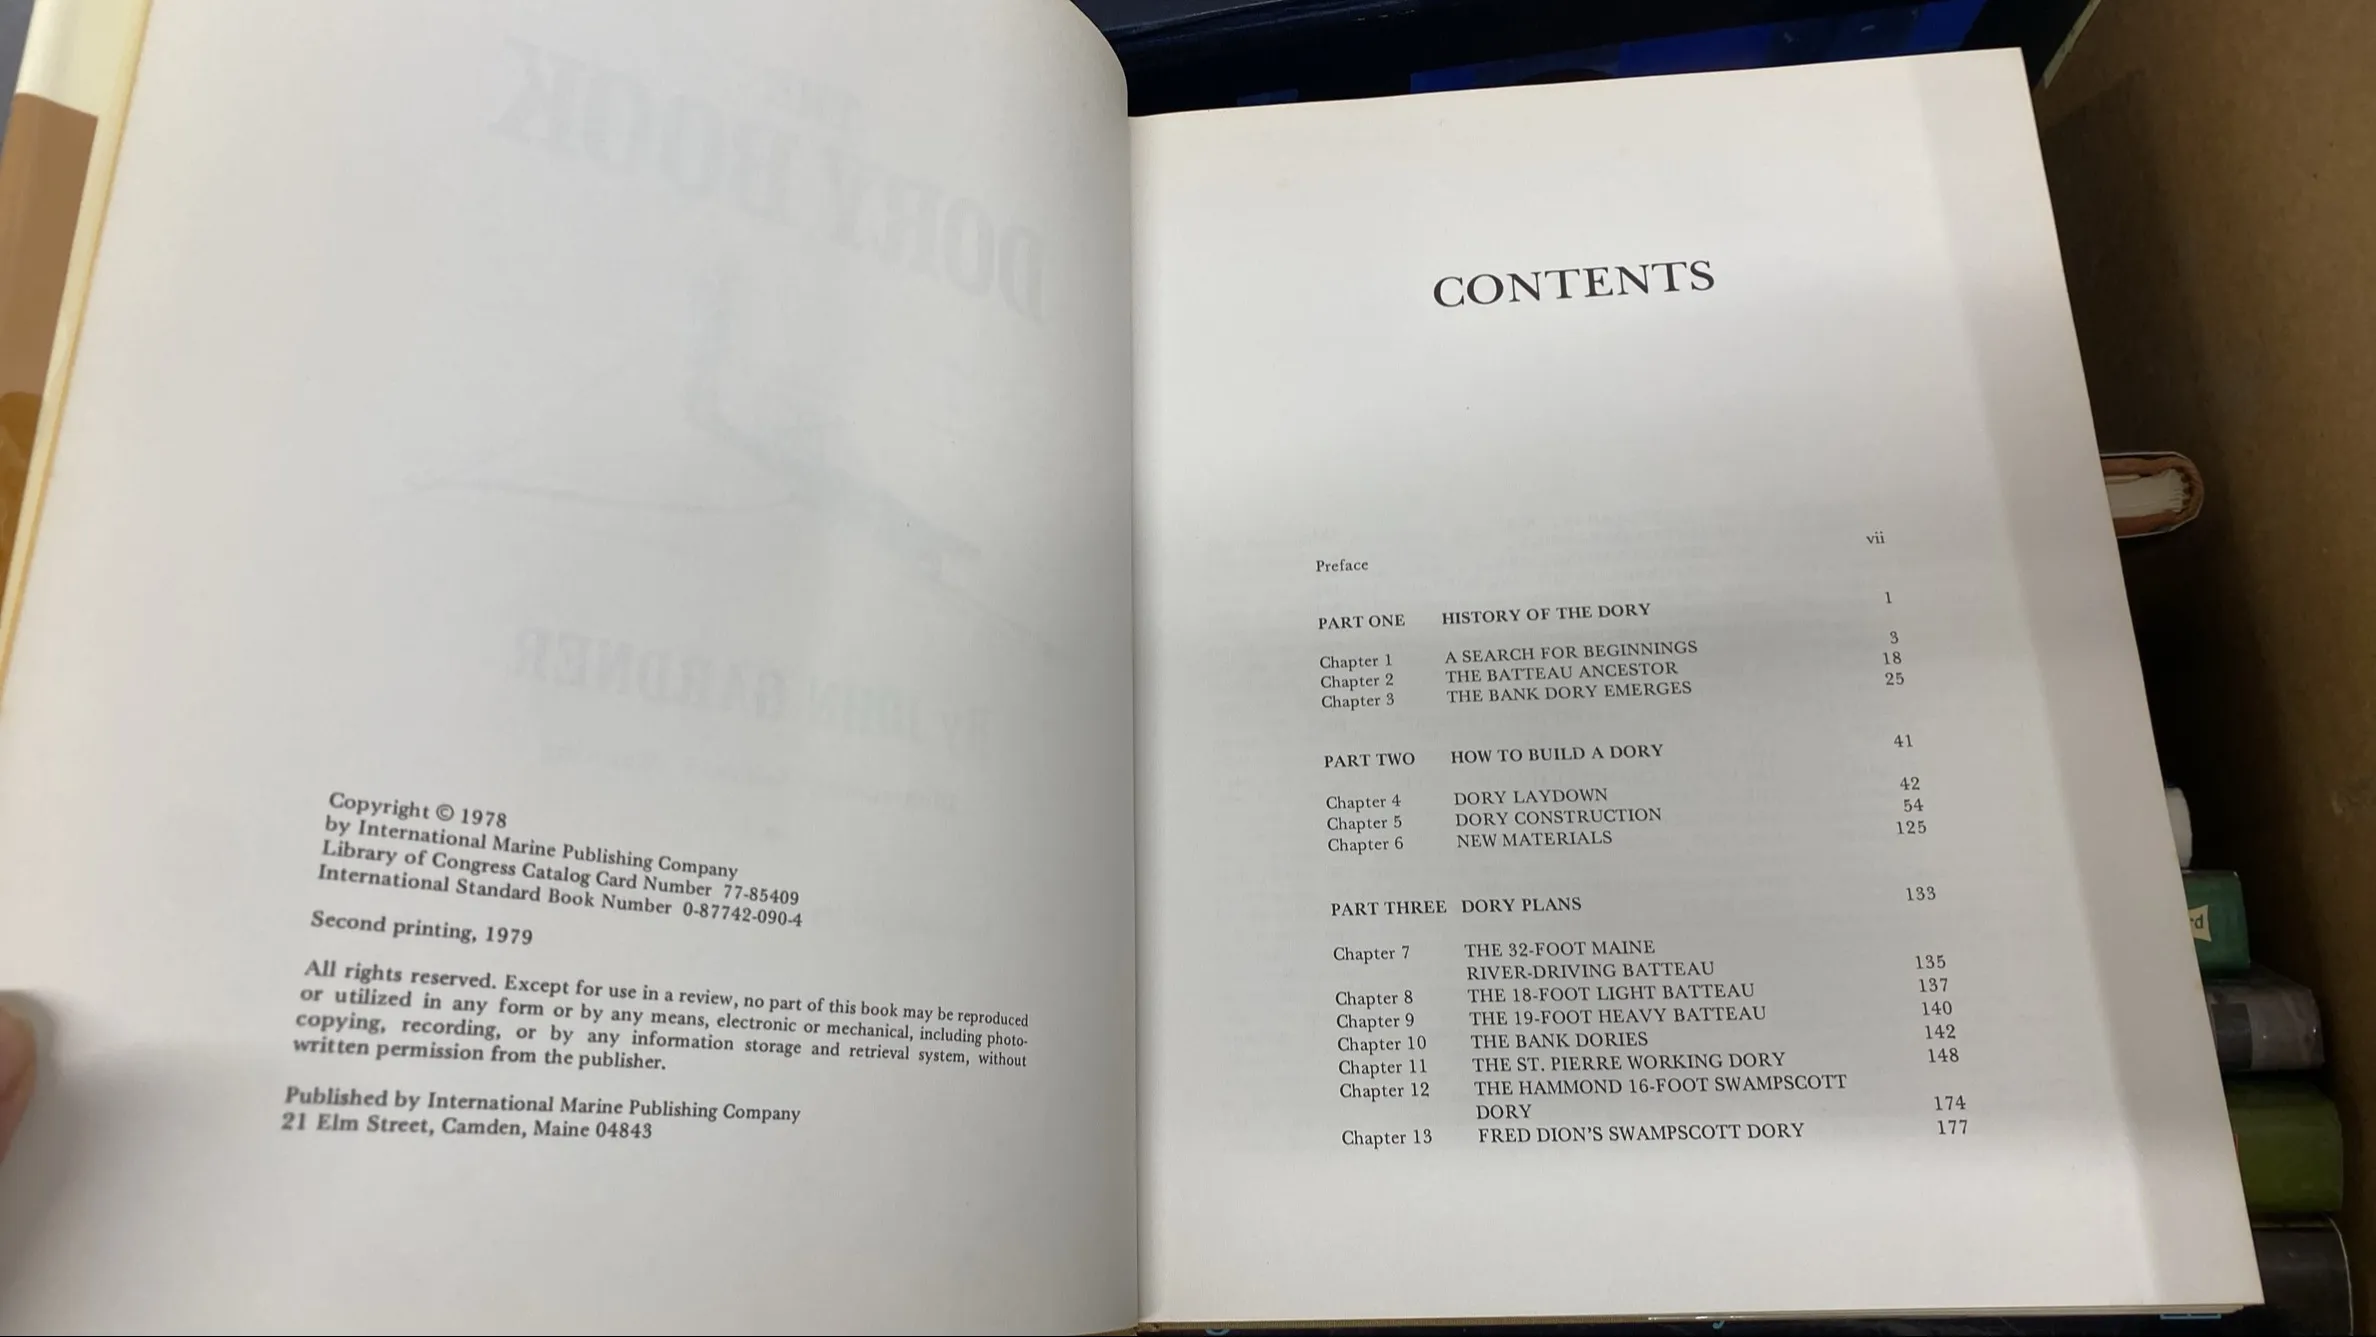 THE
DORY BOOK
By JOHN GARDNER
Copyright © 1978
by International Marine Publishing Company
Library of Congress Catalog Card Number 77-85409
International Standard Book Number 0-87742-090-4
Second printing, 1979
All rights reserved. Except for use in a review, no part of this book may be reproduced
or utilized in any form or by any means, electronic or mechanical, including photo-
copying, recording, or by any information storage and retrieval system, without
written permission from the publisher.
Published by International Marine Publishing Company
21 Elm Street, Camden, Maine 04843
CONTENTS
Preface vii
PART ONE HISTORY OF THE DORY 1
Chapter 1 A SEARCH FOR BEGINNINGS 3
Chapter 2 THE BATTEAU ANCESTOR 18
Chapter 3 THE BANK DORY EMERGES 25
PART TWO HOW TO BUILD A DORY 41
Chapter 4 DORY LAYDOWN 42
Chapter 5 DORY CONSTRUCTION 54
Chapter 6 NEW MATERIALS 125
PART THREE DORY PLANS 133
Chapter 7 THE 32-FOOT MAINE
RIVER-DRIVING BATTEAU 135
Chapter 8 THE 18-FOOT LIGHT BATTEAU 137
Chapter 9 THE 19-FOOT HEAVY BATTEAU 140
Chapter 10 THE BANK DORIES 142
Chapter 11 THE ST. PIERRE WORKING DORY 148
Chapter 12 THE HAMMOND 16-FOOT SWAMPSCOTT
DORY 174
Chapter 13 FRED DION'S SWAMPSCOTT DORY 177